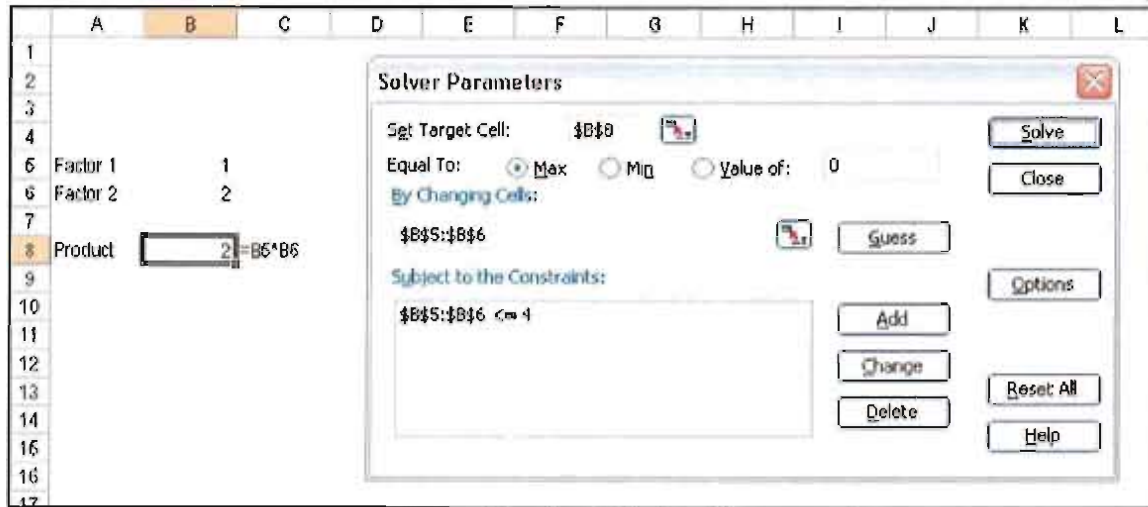 A B C D E F G H I J K L
1
2
Solver Parameters
3
4
Set Target Cell: $B$8
Solve
5 Factor 1 1
Equal To: Max Min Value of: 0
Close
6 Factor 2 2
By Changing Cells:
7
$B$5:$B$6
Guess
8 Product 2 =B5*B6
9
Subject to the Constraints:
Options
10
$B$5:$B$6 <= 4
Add
11
12
Change
13
Reset All
14
Delete
15
Help
16
17